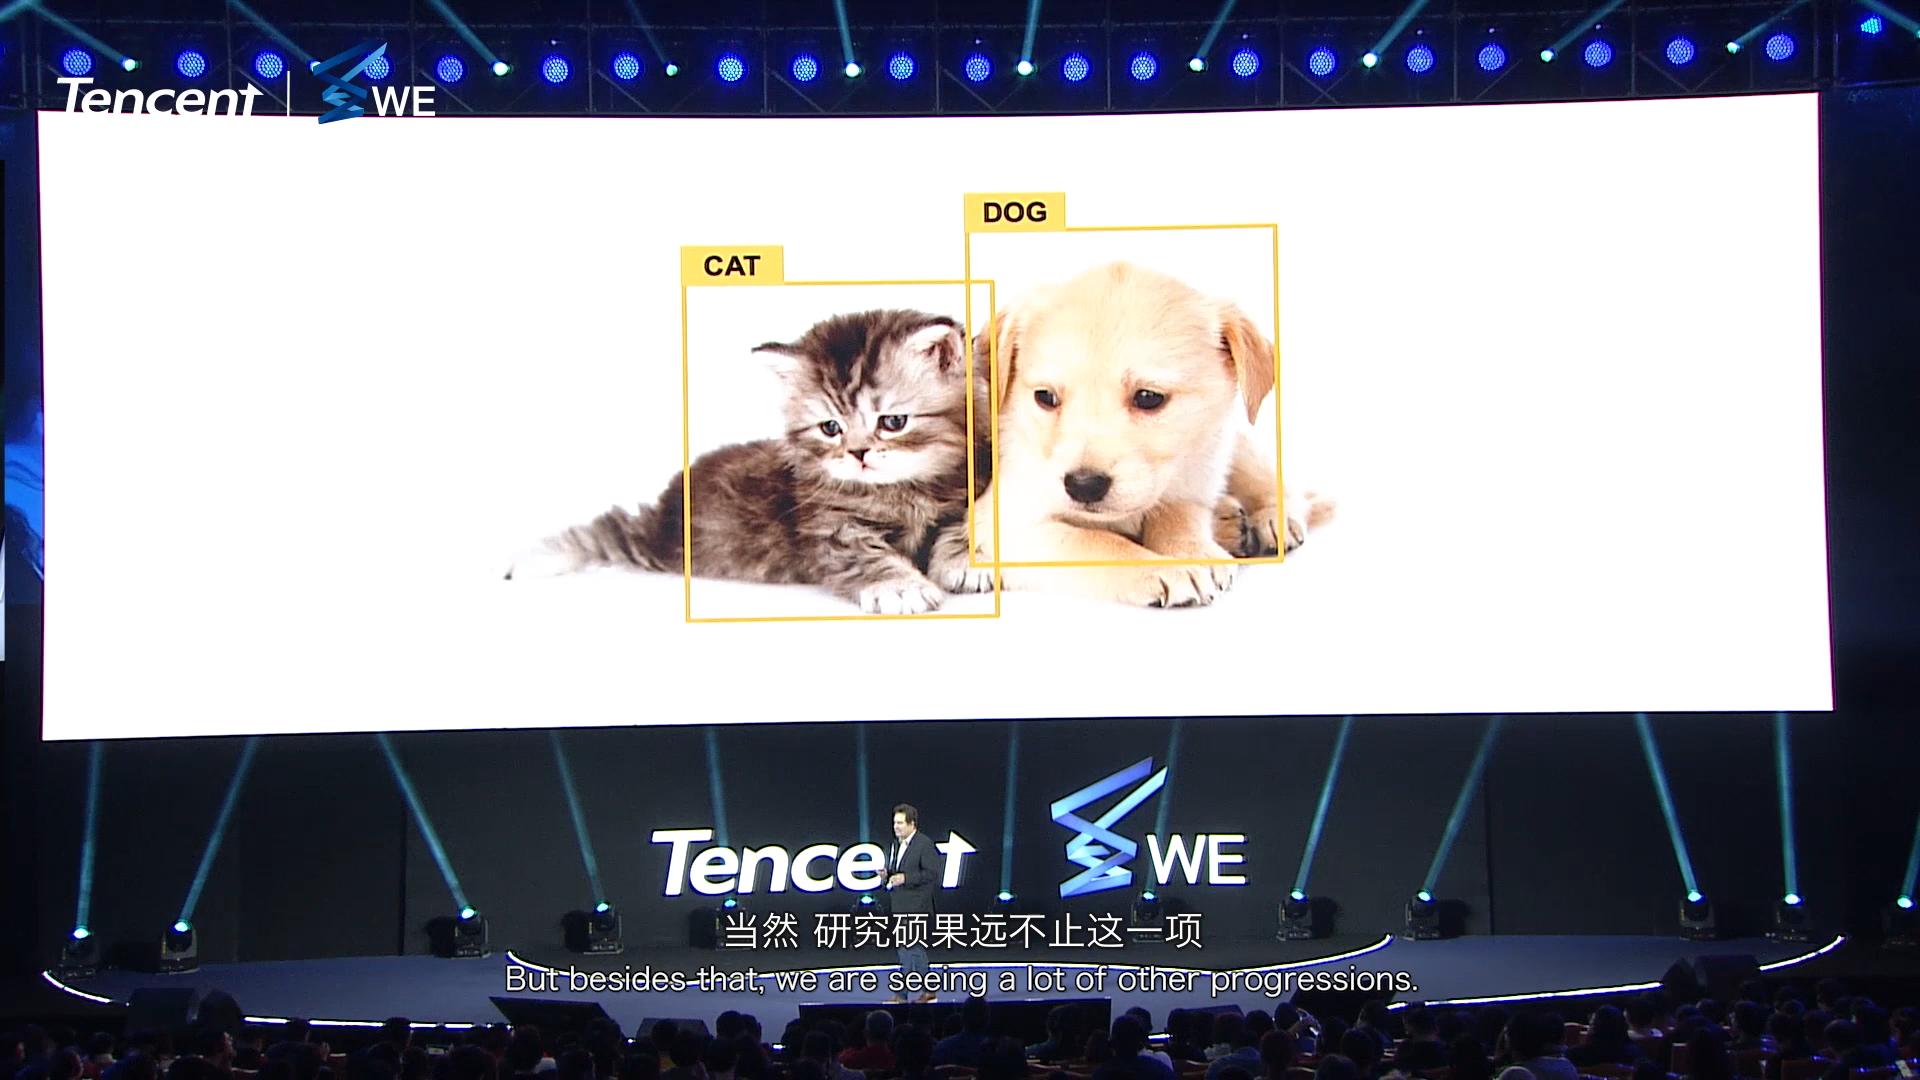 Tencent WE
DOG
CAT
Tencent WE
当然 研究硕果远不止这一项
But besides that, we are seeing a lot of other progressions.